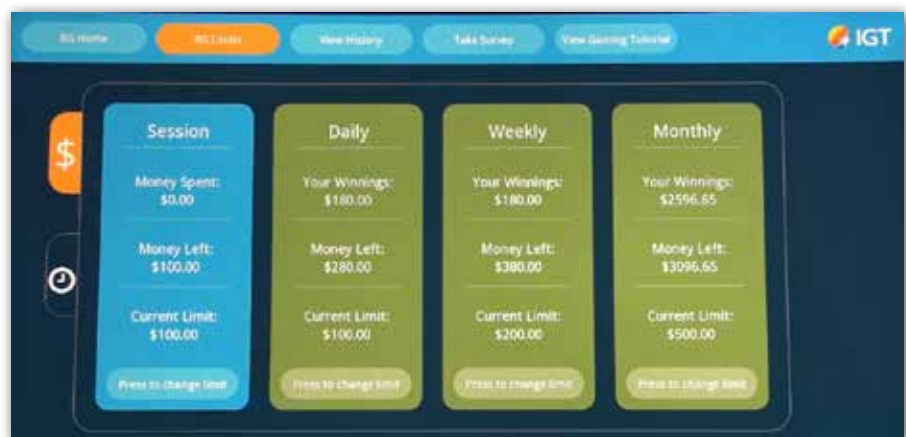 RG Home
RG Limits
View History
Take Survey
View Gaming Tutorial
IGT
$
Session
Money Spent:
$0.00
Money Left:
$100.00
Current Limit:
$100.00
Press to change limit
Daily
Your Winnings:
$180.00
Money Left:
$280.00
Current Limit:
$100.00
Press to change limit
Weekly
Your Winnings:
$180.00
Money Left:
$380.00
Current Limit:
$200.00
Press to change limit
Monthly
Your Winnings:
$2596.65
Money Left:
$3096.65
Current Limit:
$500.00
Press to change limit